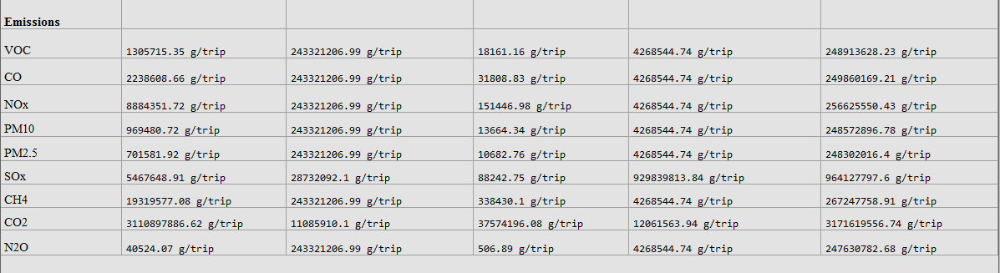 Emissions
VOC 1305715.35 g/trip 243321206.99 g/trip 18161.16 g/trip 4268544.74 g/trip 248913628.23 g/trip
CO 2238608.66 g/trip 243321206.99 g/trip 31808.83 g/trip 4268544.74 g/trip 249860169.21 g/trip
NOx 8884351.72 g/trip 243321206.99 g/trip 151446.98 g/trip 4268544.74 g/trip 256625550.43 g/trip
PM10 969480.72 g/trip 243321206.99 g/trip 13664.34 g/trip 4268544.74 g/trip 248572896.78 g/trip
PM2.5 701581.92 g/trip 243321206.99 g/trip 10682.76 g/trip 4268544.74 g/trip 248302016.4 g/trip
SOx 5467648.91 g/trip 28732092.1 g/trip 88242.75 g/trip 929839813.84 g/trip 964127797.6 g/trip
CH4 19319577.08 g/trip 243321206.99 g/trip 338430.1 g/trip 4268544.74 g/trip 267247758.91 g/trip
CO2 3110897886.62 g/trip 11085910.1 g/trip 37574196.08 g/trip 12061563.94 g/trip 3171619556.74 g/trip
N2O 40524.07 g/trip 243321206.99 g/trip 506.89 g/trip 4268544.74 g/trip 247630782.68 g/trip